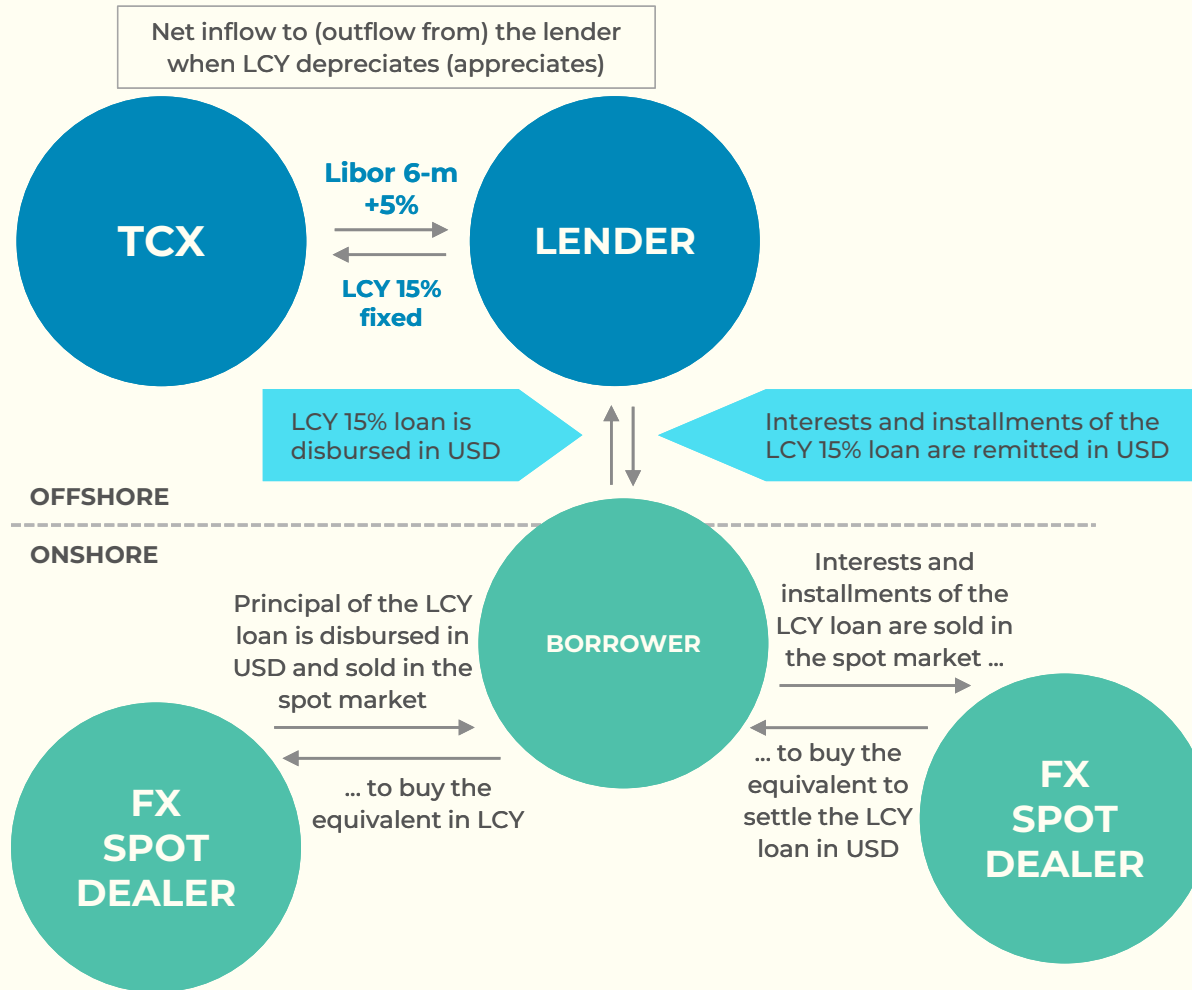 Net inflow to (outflow from) the lender
when LCY depreciates (appreciates)
TCX
Libor 6-m
+5%
LCY 15%
fixed
LENDER
LCY 15% loan is
disbursed in USD
Interests and installments of the
LCY 15% loan are remitted in USD
OFFSHORE
ONSHORE
Principal of the LCY
loan is disbursed in
USD and sold in the
spot market
BORROWER
Interests and
installments of the
LCY loan are sold in
the spot market ...
... to buy the
equivalent in LCY
... to buy the
equivalent to
settle the LCY
loan in USD
FX
SPOT
DEALER
FX
SPOT
DEALER